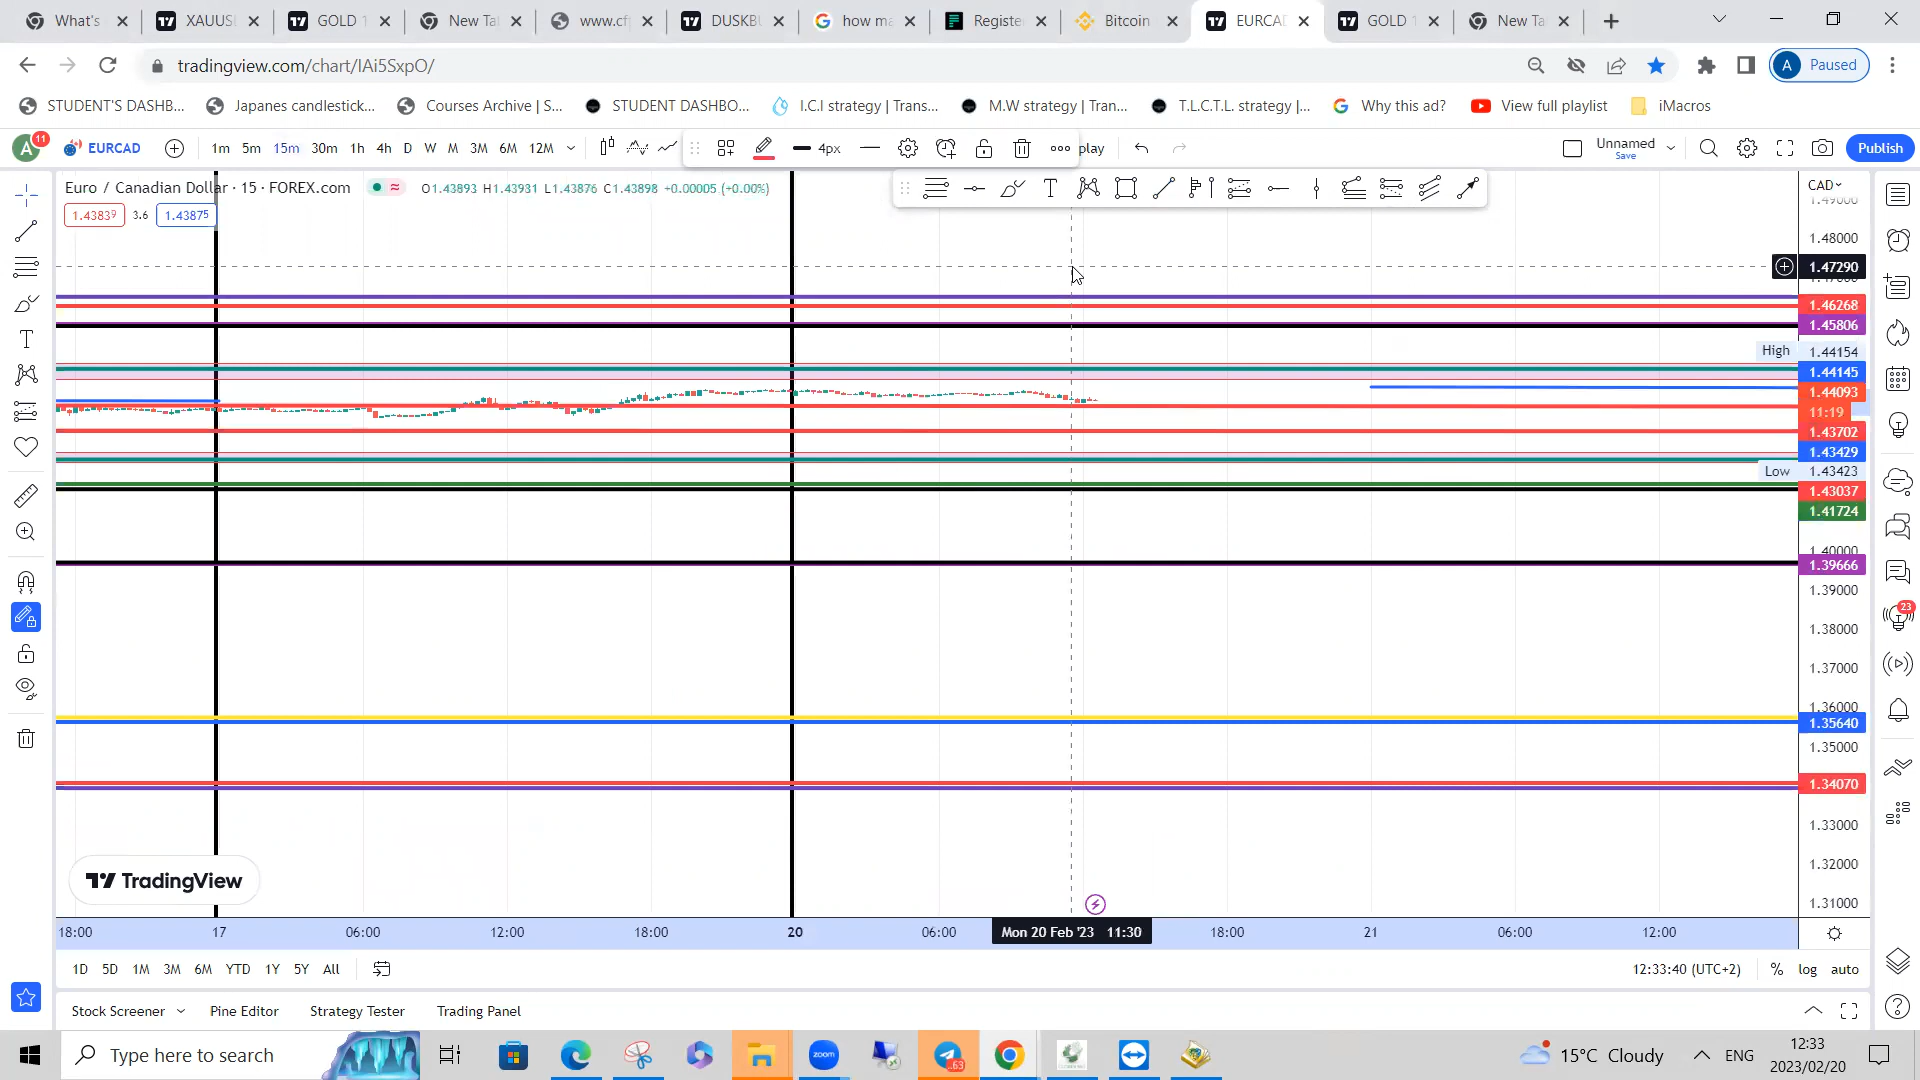 What's
XAUUS
GOLD 1
New Ta
www.cf
DUSKBU
how ma
Registe
Bitcoin
EURCA
GOLD 1
New Ta
tradingview.com/chart/IAi5SxpO/
A Paused
STUDENT'S DASHB...
Japanes candlestick...
Courses Archive | S...
STUDENT DASHBO...
I.C.I strategy | Trans...
M.W strategy | Tran...
T.L.C.T.L. strategy |...
Why this ad?
View full playlist
iMacros
A 11 EURCAD 1m 5m 15m 30m 1h 4h D W M 3M 6M 12M 4px play Unnamed Save Publish
Euro / Canadian Dollar · 15 · FOREX.com O1.43893 H1.43931 L1.43876 C1.43898 +0.00005 (+0.00%)
CAD
1.43839 3.6 1.43875
1.48000
1.47290
1.46268
1.45806
High 1.44154
1.44145
1.44093
11:19
1.43702
1.43429
Low 1.43423
1.43037
1.41724
1.40000
1.39666
1.39000
1.38000
1.37000
1.36000
1.35640
1.35000
1.34070
1.33000
1.32000
1.31000
23
TradingView
18:00 17 06:00 12:00 18:00 20 06:00 Mon 20 Feb '23 11:30 18:00 21 06:00 12:00
1D 5D 1M 3M 6M YTD 1Y 5Y All 12:33:40 (UTC+2) % log auto
Stock Screener Pine Editor Strategy Tester Trading Panel
Type here to search
zoom
63
15°C Cloudy
ENG
12:33
2023/02/20